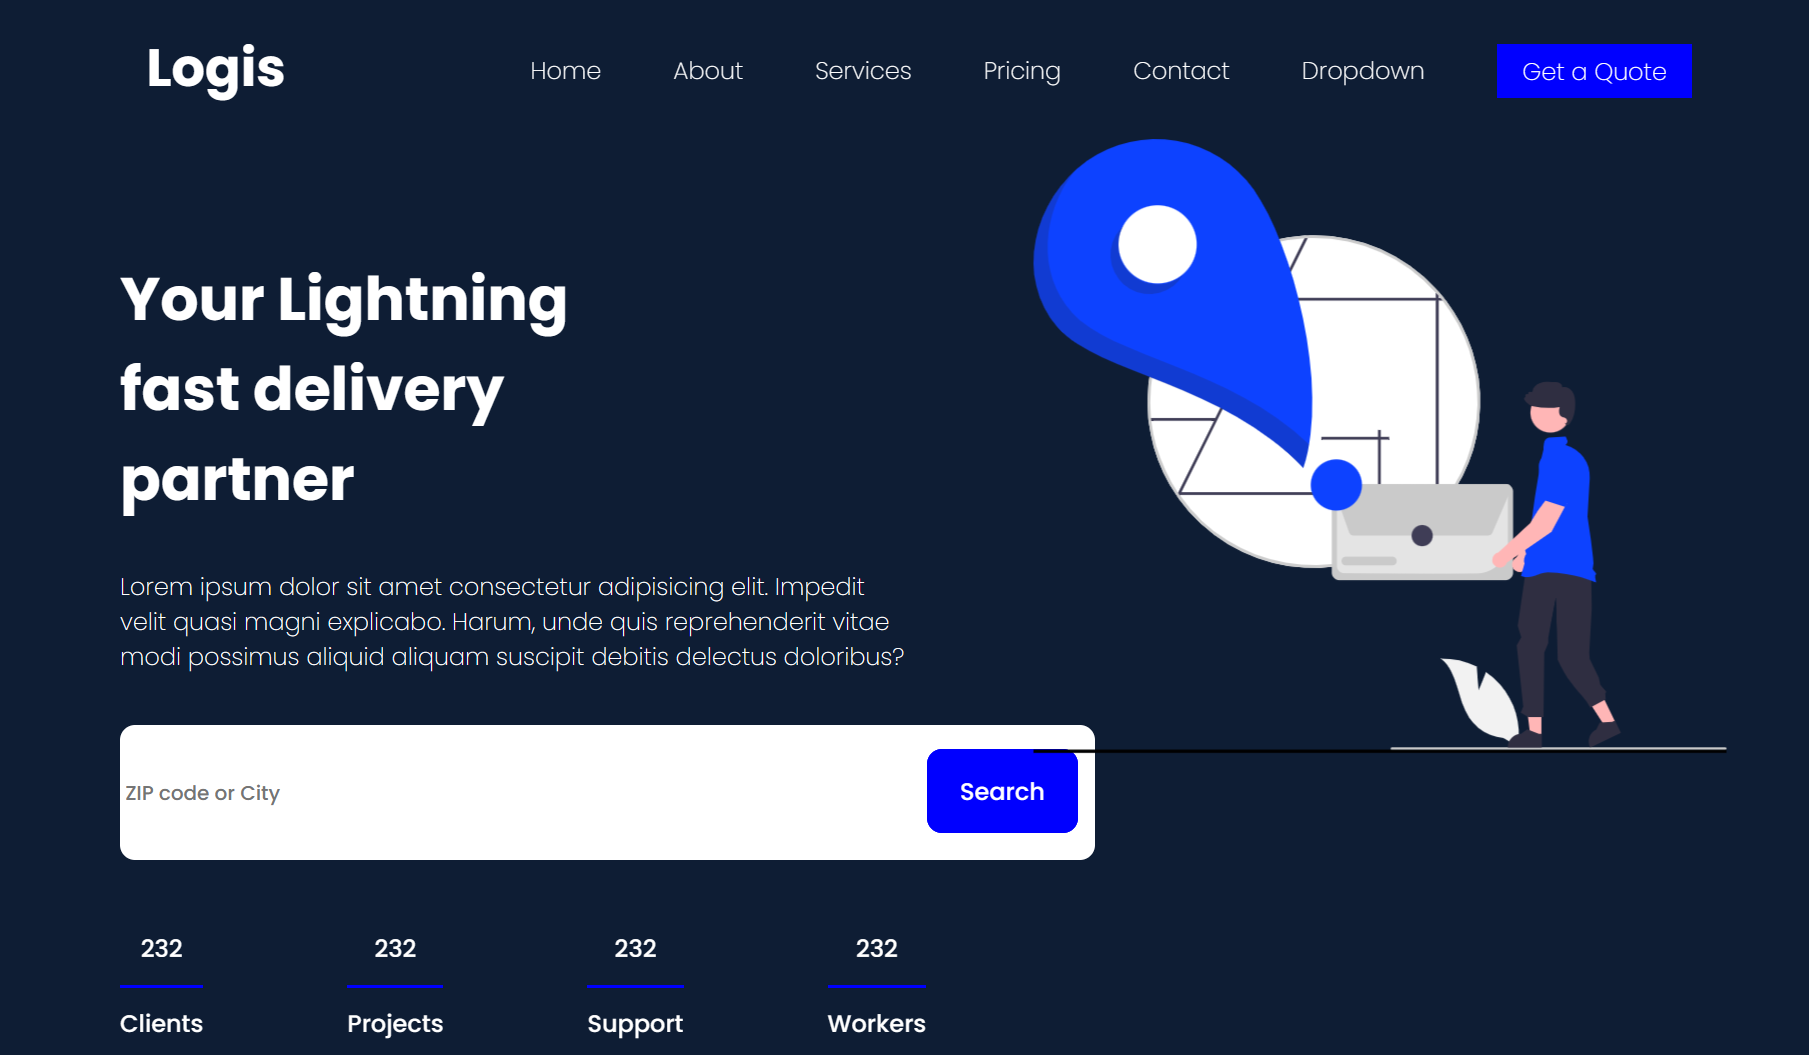 Logis
Home
About
Services
Pricing
Contact
Dropdown
Get a Quote
Your Lightning
fast delivery
partner
Lorem ipsum dolor sit amet consectetur adipisicing elit. Impedit
velit quasi magni explicabo. Harum, unde quis reprehenderit vitae
modi possimus aliquid aliquam suscipit debitis delectus doloribus?
ZIP code or City
Search
232
Clients
232
Projects
232
Support
232
Workers